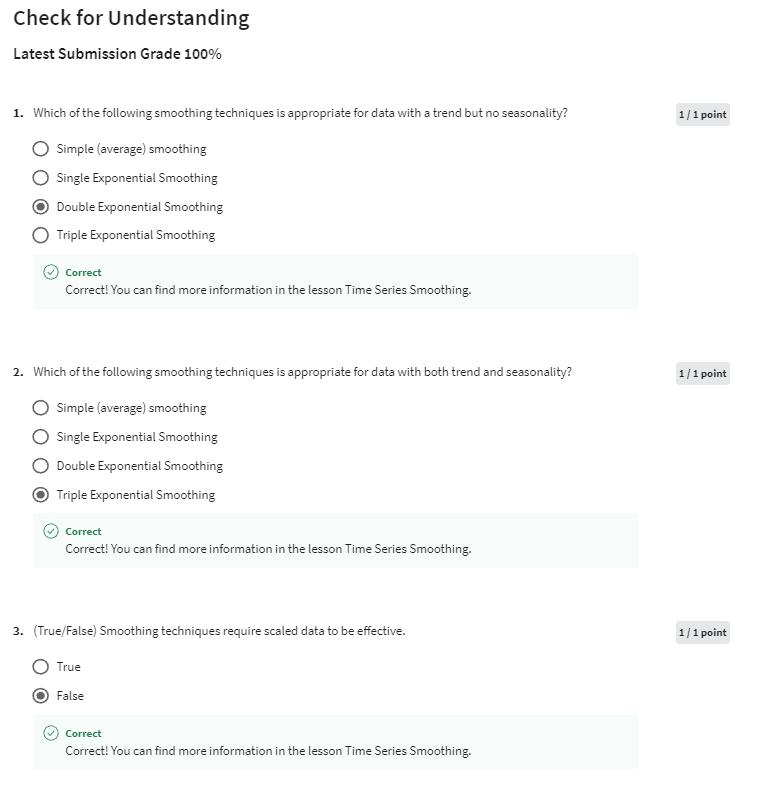 Check for Understanding
Latest Submission Grade 100%
1. Which of the following smoothing techniques is appropriate for data with a trend but no seasonality?
1 / 1 point
Simple (average) smoothing
Single Exponential Smoothing
Double Exponential Smoothing
Triple Exponential Smoothing
Correct
Correct! You can find more information in the lesson Time Series Smoothing.
2. Which of the following smoothing techniques is appropriate for data with both trend and seasonality?
1 / 1 point
Simple (average) smoothing
Single Exponential Smoothing
Double Exponential Smoothing
Triple Exponential Smoothing
Correct
Correct! You can find more information in the lesson Time Series Smoothing.
3. (True/False) Smoothing techniques require scaled data to be effective.
1 / 1 point
True
False
Correct
Correct! You can find more information in the lesson Time Series Smoothing.